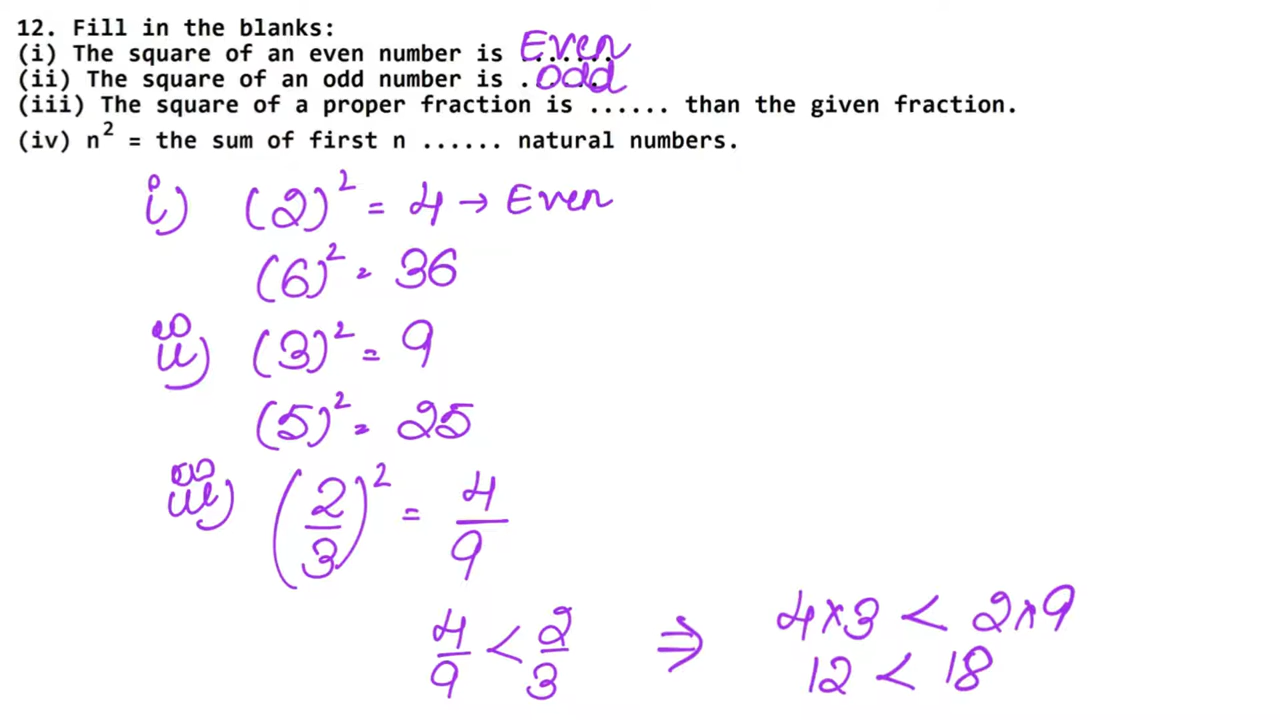 12. Fill in the blanks:
(i) The square of an even number is Even
(ii) The square of an odd number is . odd
(iii) The square of a proper fraction is ...... than the given fraction.
(iv) n² = the sum of first n ...... natural numbers.
i) (2)² = 4 → Even
(6)² = 36
ii) (3)² = 9
(5)² = 25
iii) (2/3)² = 4/9
4/9 < 2/3 ⇒ 4×3 < 2×9
12 < 18